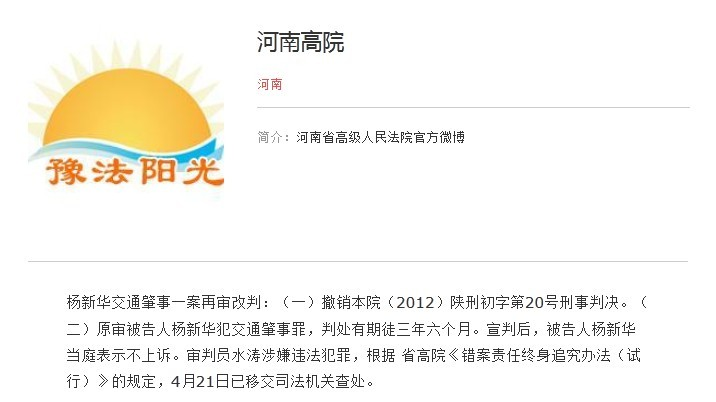 河南高院
河南
简介：河南省高级人民法院官方微博
豫法阳光
杨新华交通肇事一案再审改判：（一）撤销本院（2012）陕刑初字第20号刑事判决。（
二）原审被告人杨新华犯交通肇事罪，判处有期徒三年六个月。宣判后，被告人杨新华
当庭表示不上诉。审判员水涛涉嫌违法犯罪，根据 省高院《错案责任终身追究办法（试
行）》的规定，4月21日已移交司法机关查处。